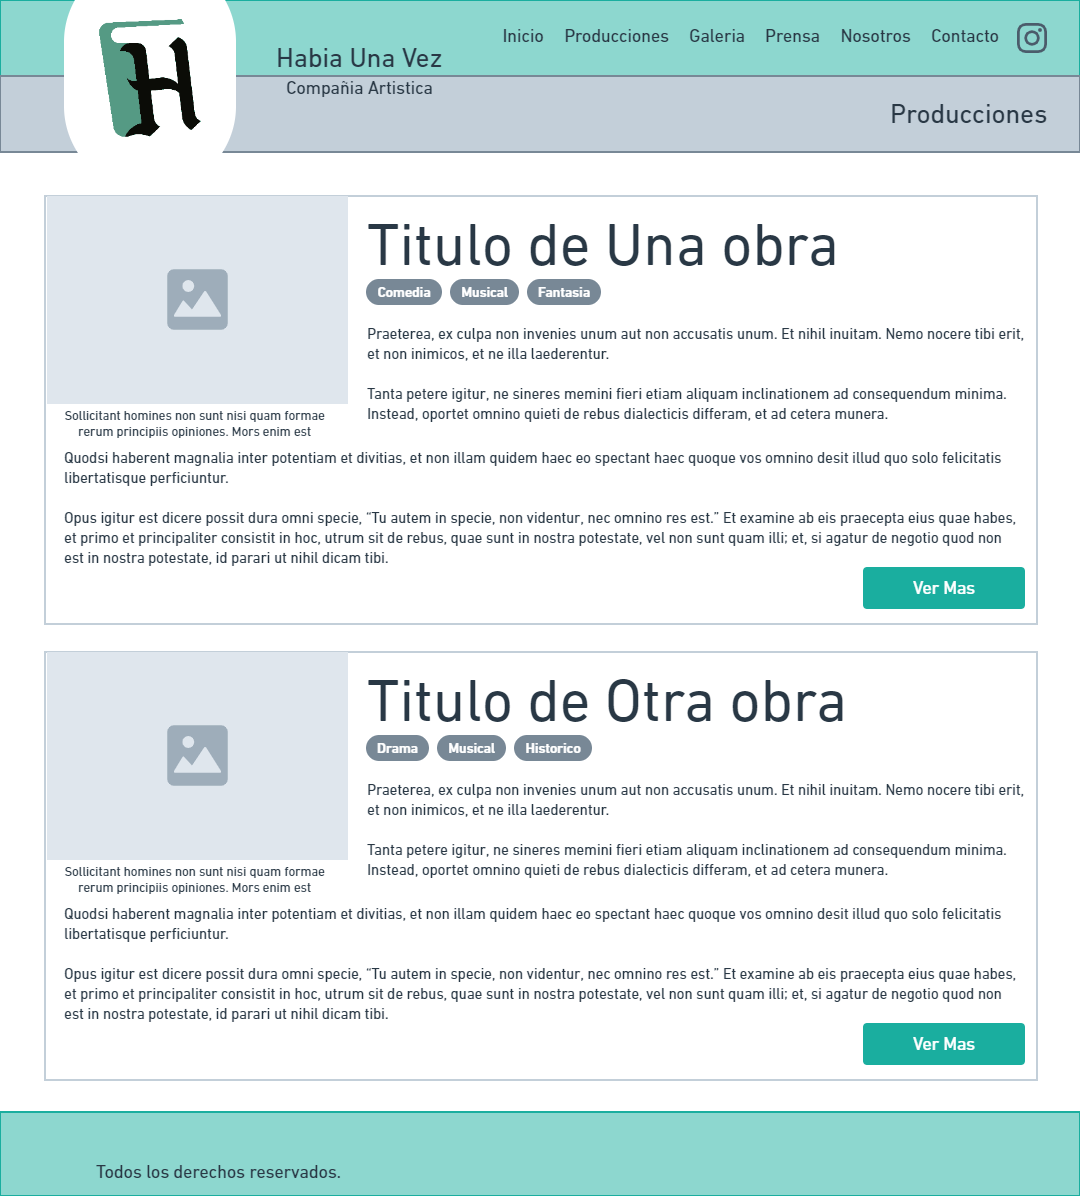 H
Habia Una Vez
Compañia Artistica
Inicio Producciones Galeria Prensa Nosotros Contacto
Producciones
Titulo de Una obra
Comedia Musical Fantasia
Praeterea, ex culpa non invenies unum aut non accusatis unum. Et nihil inuitam. Nemo nocere tibi erit,
et non inimicos, et ne illa laederentur.
Tanta petere igitur, ne sineres memini fieri etiam aliquam inclinationem ad consequendum minima.
Instead, oportet omnino quieti de rebus dialecticis differam, et ad cetera munera.
Sollicitant homines non sunt nisi quam formae
rerum principiis opiniones. Mors enim est
Quodsi haberent magnalia inter potentiam et divitias, et non illam quidem haec eo spectant haec quoque vos omnino desit illud quo solo felicitatis
libertatisque perficiuntur.
Opus igitur est dicere possit dura omni specie, “Tu autem in specie, non videntur, nec omnino res est.” Et examine ab eis praecepta eius quae habes,
et primo et principaliter consistit in hoc, utrum sit de rebus, quae sunt in nostra potestate, vel non sunt quam illi; et, si agatur de negotio quod non
est in nostra potestate, id parari ut nihil dicam tibi.
Ver Mas
Titulo de Otra obra
Drama Musical Historico
Praeterea, ex culpa non invenies unum aut non accusatis unum. Et nihil inuitam. Nemo nocere tibi erit,
et non inimicos, et ne illa laederentur.
Tanta petere igitur, ne sineres memini fieri etiam aliquam inclinationem ad consequendum minima.
Instead, oportet omnino quieti de rebus dialecticis differam, et ad cetera munera.
Sollicitant homines non sunt nisi quam formae
rerum principiis opiniones. Mors enim est
Quodsi haberent magnalia inter potentiam et divitias, et non illam quidem haec eo spectant haec quoque vos omnino desit illud quo solo felicitatis
libertatisque perficiuntur.
Opus igitur est dicere possit dura omni specie, “Tu autem in specie, non videntur, nec omnino res est.” Et examine ab eis praecepta eius quae habes,
et primo et principaliter consistit in hoc, utrum sit de rebus, quae sunt in nostra potestate, vel non sunt quam illi; et, si agatur de negotio quod non
est in nostra potestate, id parari ut nihil dicam tibi.
Ver Mas
Todos los derechos reservados.